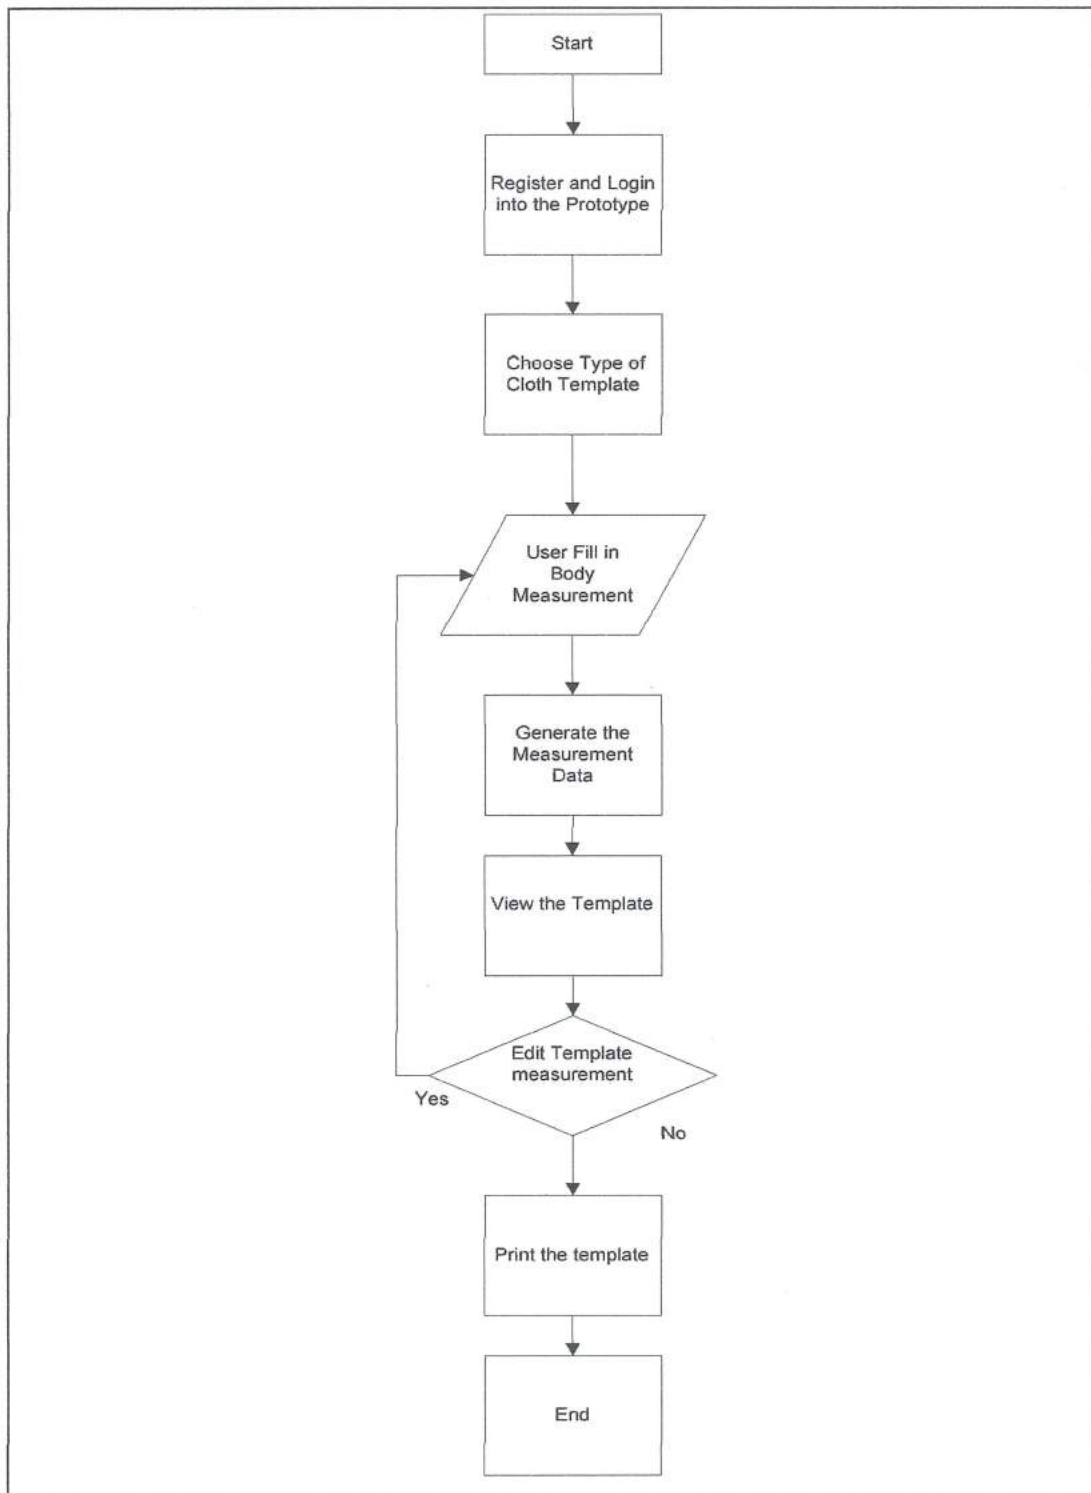 Start
Register and Login
into the Prototype
Choose Type of
Cloth Template
User Fill in
Body
Measurement
Generate the
Measurement
Data
View the Template
Edit Template
measurement
Yes
No
Print the template
End